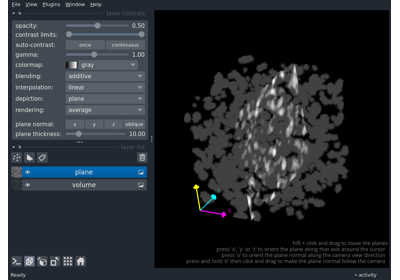 File View Plugins Window Help
layer controls
opacity: 0.50
contrast limits:
auto-contrast: once continuous
gamma: 1.00
colormap: gray
blending: additive
interpolation: linear
depiction: plane
rendering: average
plane normal: x y z oblique
plane thickness: 10.00
layer list
plane
volume
hift + click and drag to move the planes
press 'x', 'y' or 'z' to orient the plane along that axis around the cursor
press 'o' to orient the plane normal along the camera view direction
press and hold 'o' then click and drag to make the plane normal follow the camera
Ready
activity